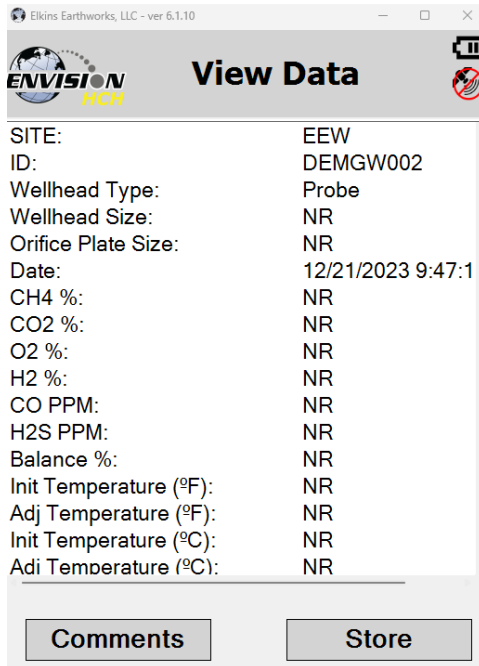 Elkins Earthworks, LLC - ver 6.1.10
ENVISION
HCH
View Data
SITE: EEW
ID: DEMGW002
Wellhead Type: Probe
Wellhead Size: NR
Orifice Plate Size: NR
Date: 12/21/2023 9:47:1
CH4 %: NR
CO2 %: NR
O2 %: NR
H2 %: NR
CO PPM: NR
H2S PPM: NR
Balance %: NR
Init Temperature (ºF): NR
Adj Temperature (ºF): NR
Init Temperature (ºC): NR
Adj Temperature (ºC): NR
Comments Store